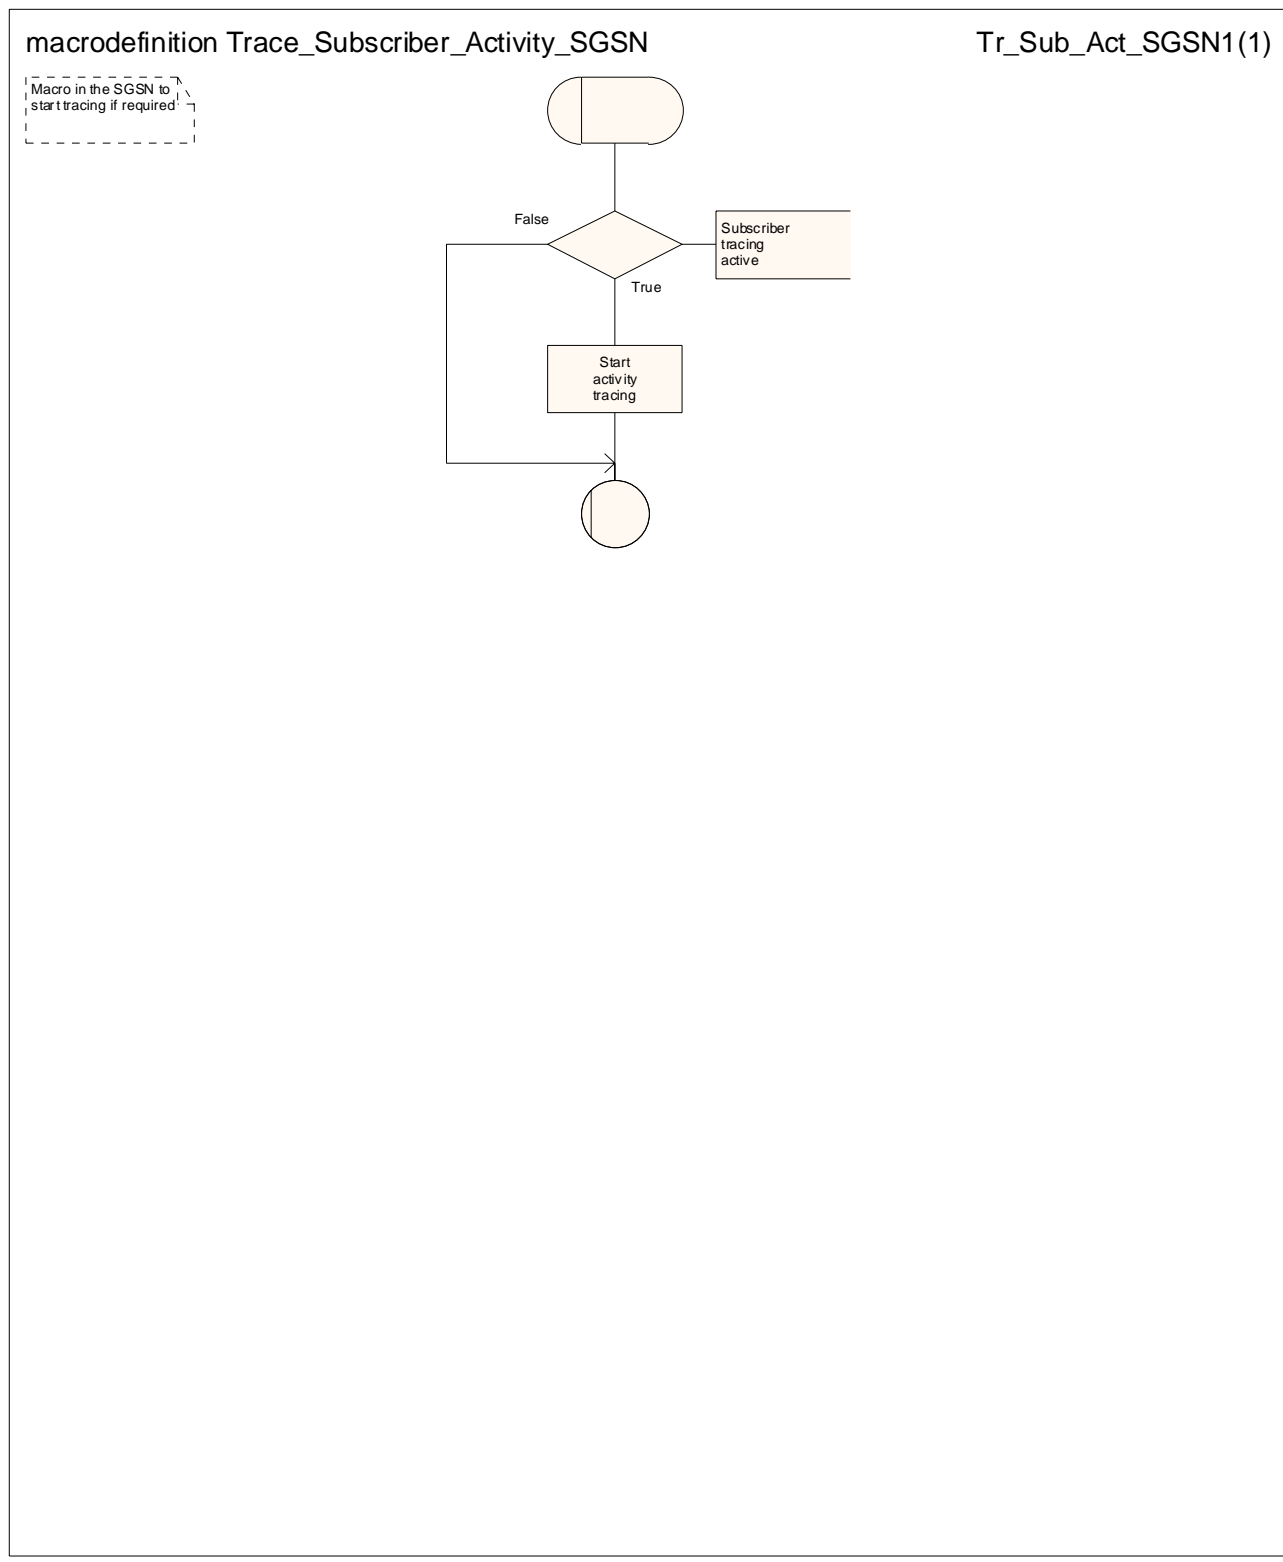 macrodefinition Trace_Subscriber_Activity_SGSN
Tr_Sub_Act_SGSN1(1)
Macro in the SGSN to
start tracing if required
False
Subscriber
tracing
active
True
Start
activity
tracing